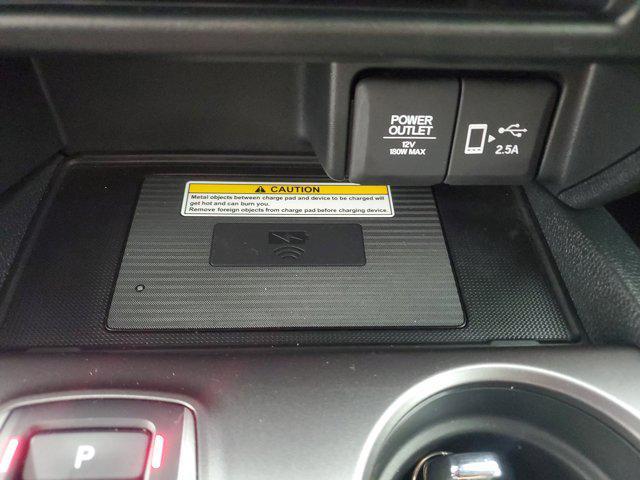 POWER
OUTLET
12V
180W MAX
2.5A
CAUTION
Metal objects between charge pad and device to be charged will
get hot and can burn you.
Remove foreign objects from charge pad before charging device.
P